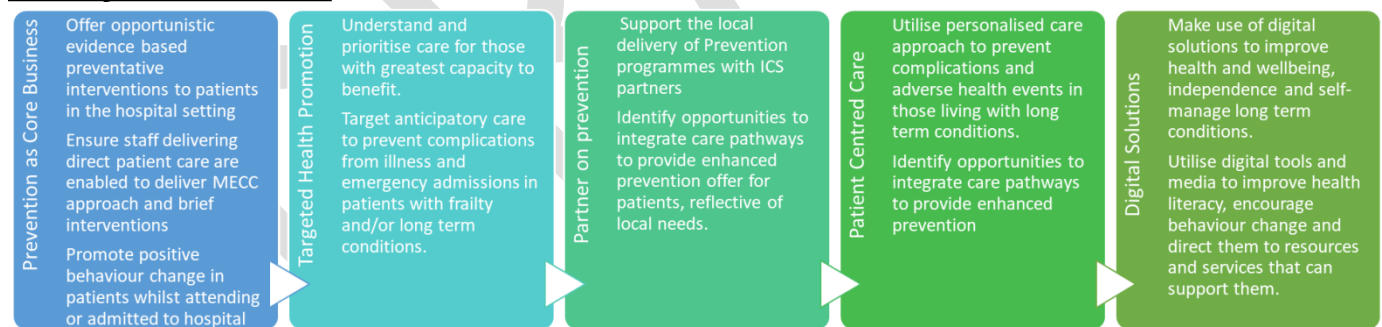 Prevention as Core Business
Offer opportunistic
evidence based
preventative
interventions to patients
in the hospital setting
Ensure staff delivering
direct patient care are
enabled to deliver MECC
approach and brief
interventions
Promote positive
behaviour change in
patients whilst attending
or admitted to hospital
Targeted Health Promotion
Understand and
prioritise care for those
with greatest capacity to
benefit.
Target anticipatory care
to prevent complications
from illness and
emergency admissions in
patients with frailty
and/or long term
conditions.
Partner on prevention
Support the local
delivery of Prevention
programmes with ICS
partners
Identify opportunities to
integrate care pathways
to provide enhanced
prevention offer for
patients, reflective of
local needs.
Patient Centred Care
Utilise personalised care
approach to prevent
complications and
adverse health events in
those living with long
term conditions.
Identify opportunities to
integrate care pathways
to provide enhanced
prevention
Digital Solutions
Make use of digital
solutions to improve
health and wellbeing,
independence and self-
manage long term
conditions.
Utilise digital tools and
media to improve health
literacy, encourage
behaviour change and
direct them to resources
and services that can
support them.